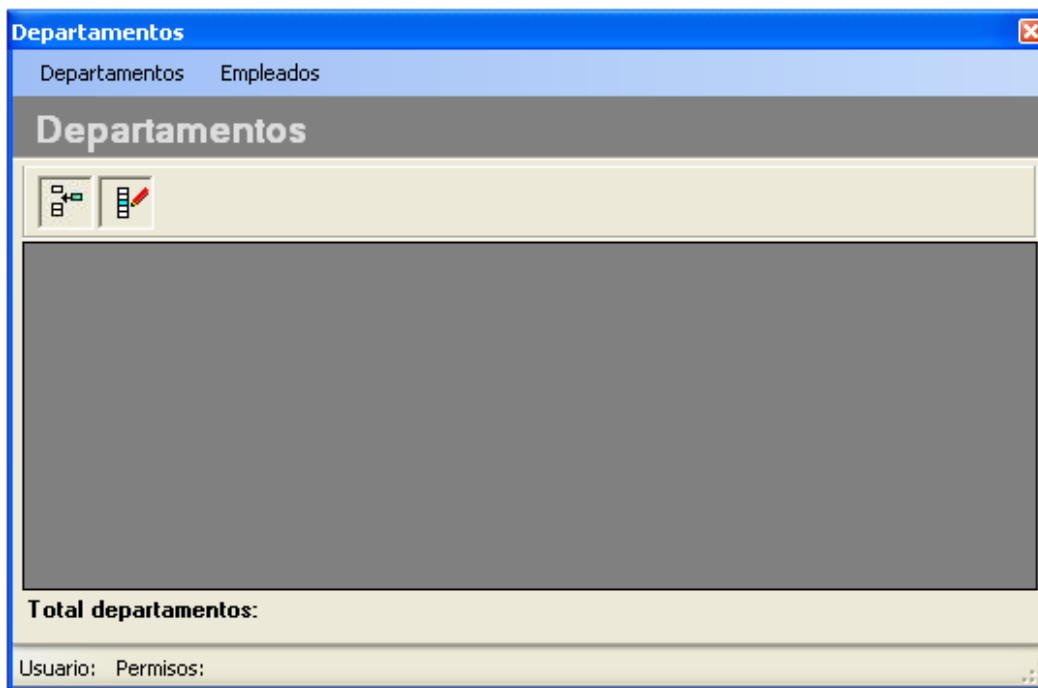 Departamentos
Departamentos Empleados
Departamentos
Total departamentos:
Usuario: Permisos: